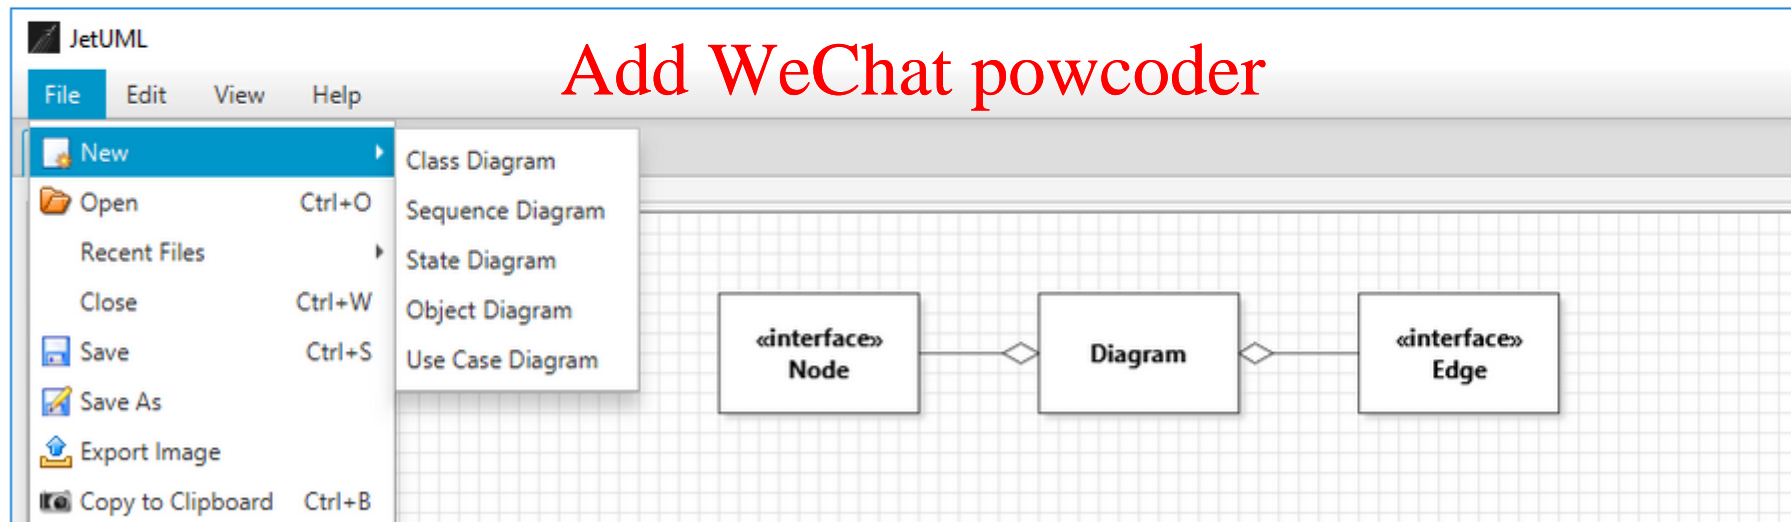 JetUML
Add WeChat powcoder
File Edit View Help
New
Class Diagram
Open Ctrl+O
Sequence Diagram
Recent Files
State Diagram
Close Ctrl+W
Object Diagram
Save Ctrl+S
Use Case Diagram
Save As
Export Image
Copy to Clipboard Ctrl+B
«interface»
Node
Diagram
«interface»
Edge